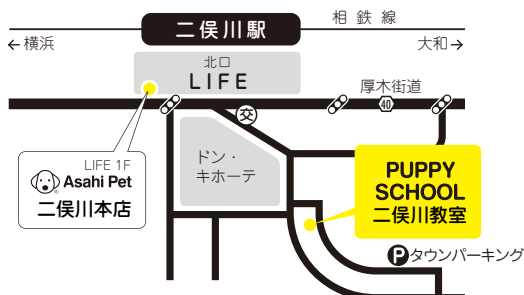 相鉄線
二俣川駅
←横浜
大和→
北口
LIFE
厚木街道
40
交
ドン・
キホーテ
LIFE 1F
Asahi Pet
二俣川本店
PUPPY
SCHOOL
二俣川教室
P タウンパーキング